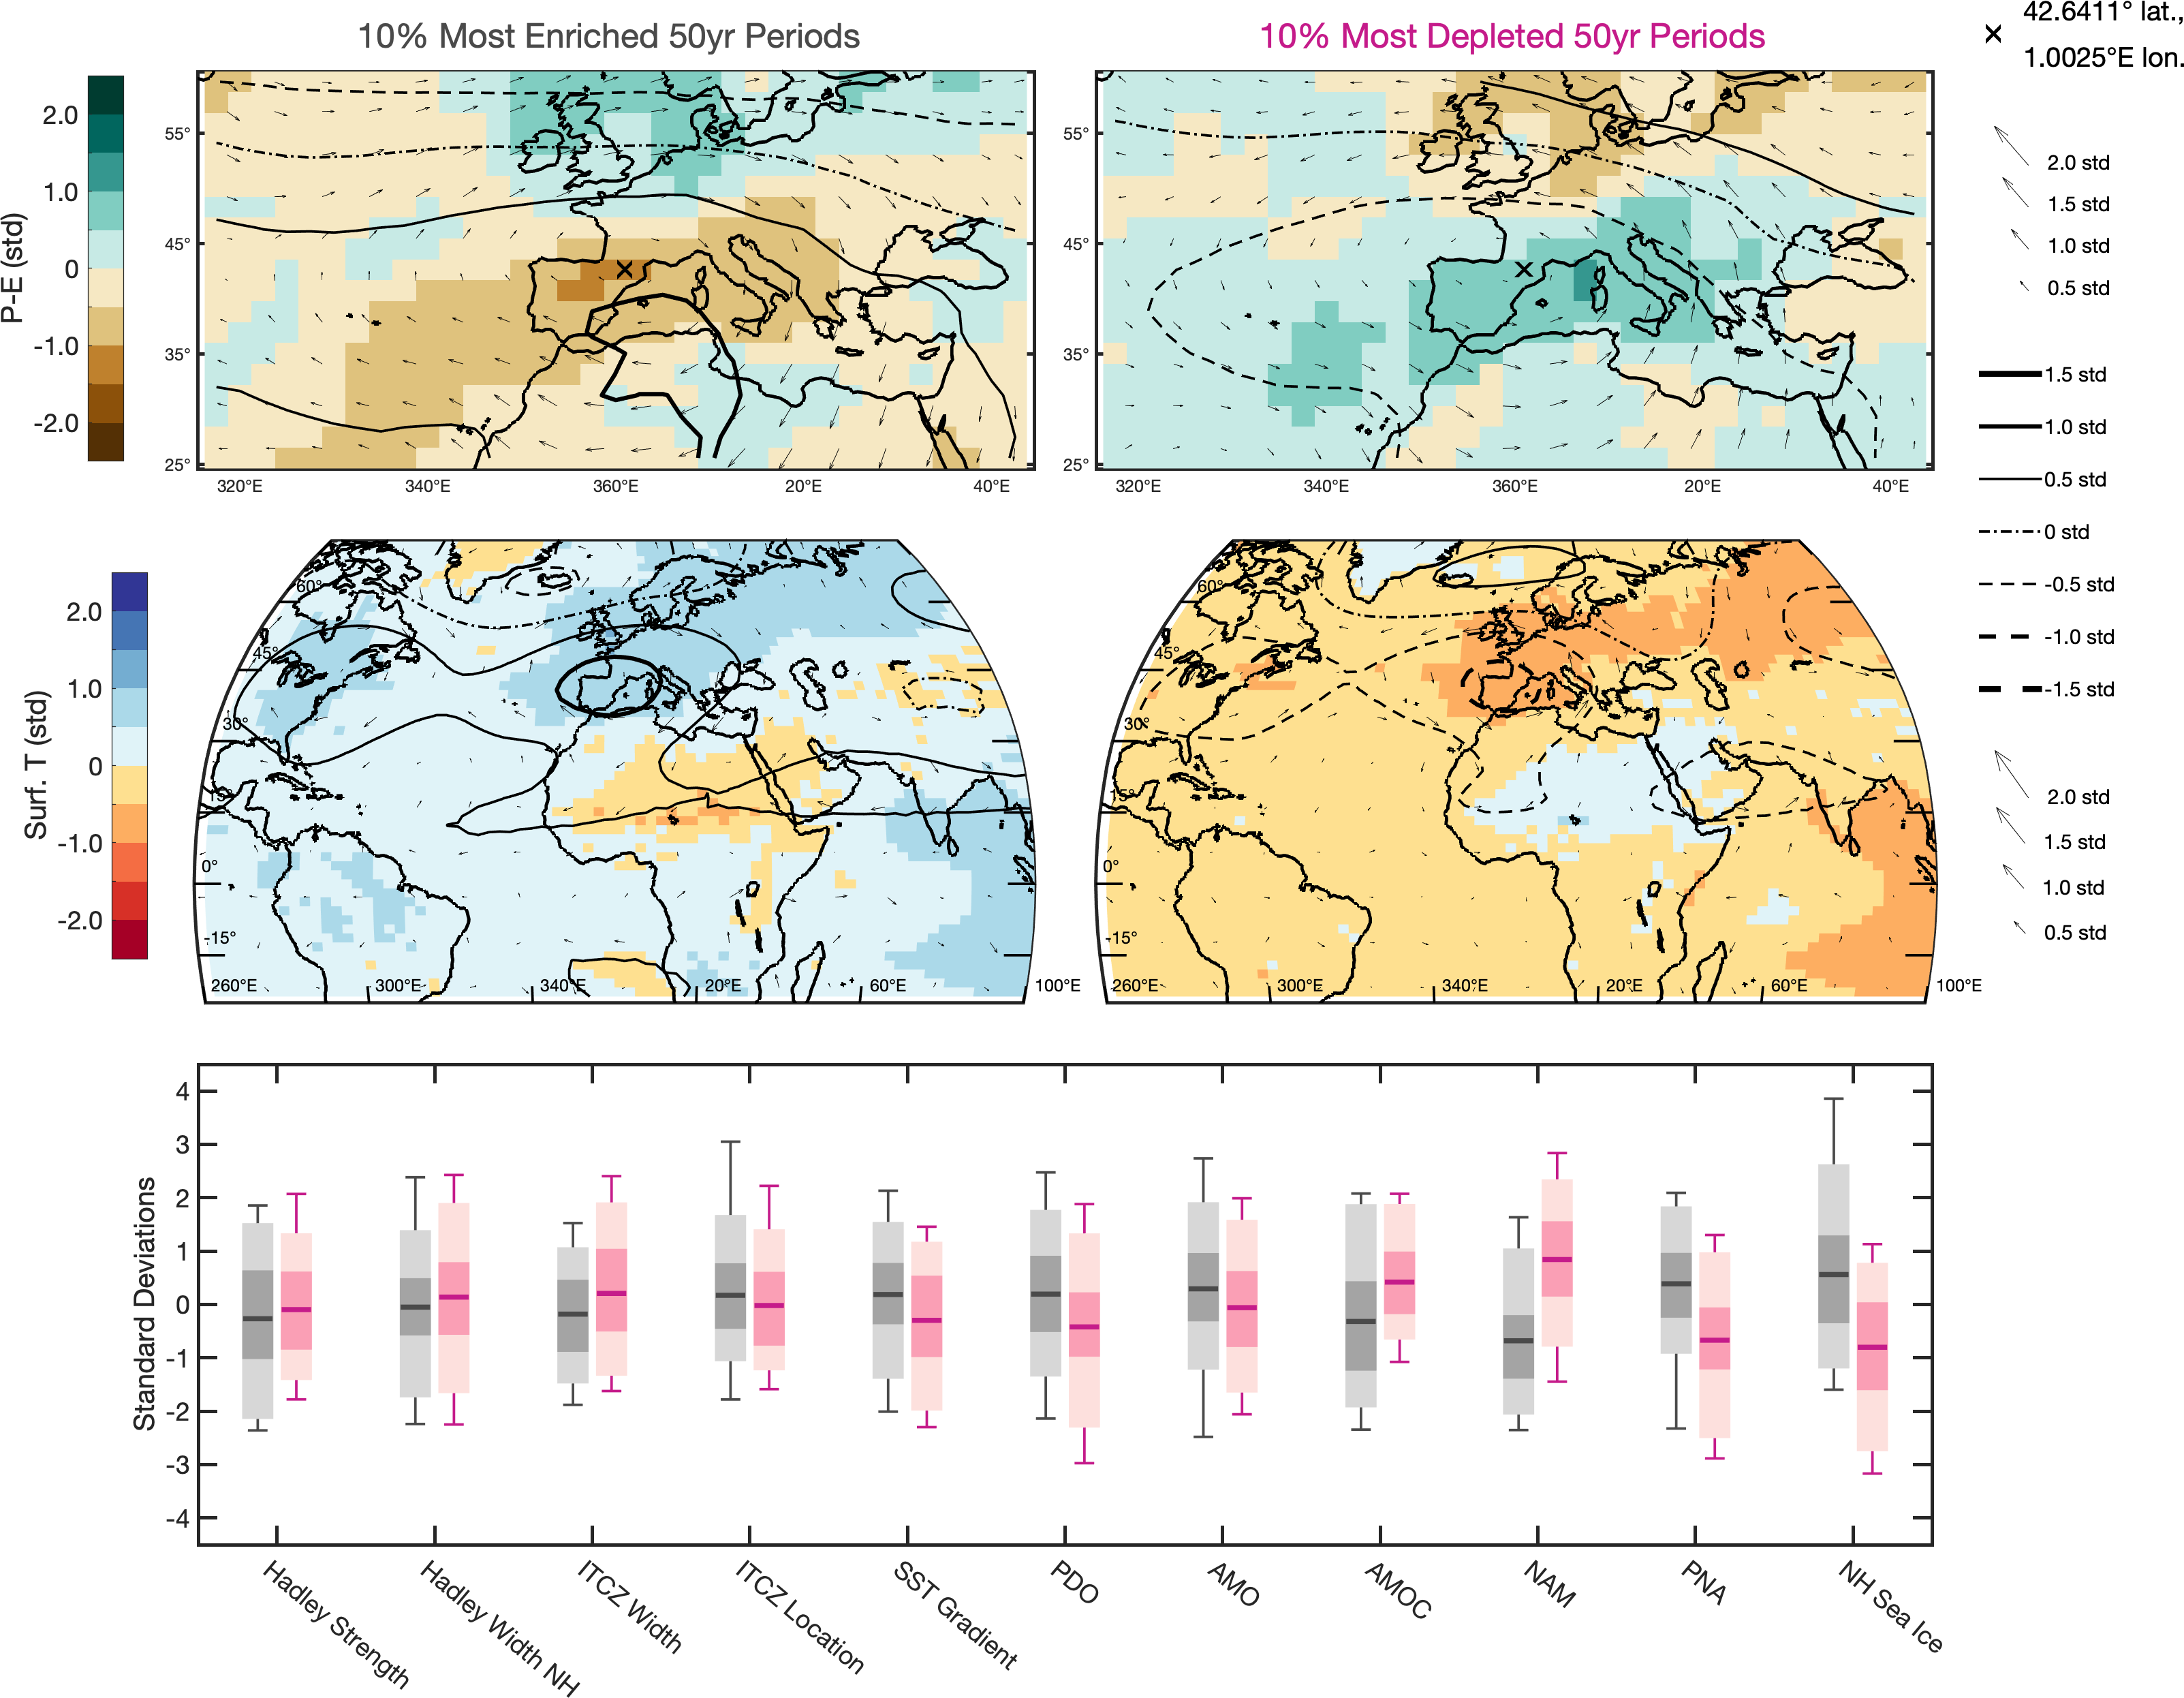 10% Most Enriched 50yr Periods
10% Most Depleted 50yr Periods
42.6411° lat.,
1.0025°E lon.
P-E (std)
2.0
1.0
0
-1.0
-2.0
55°
45°
35°
25°
320°E
340°E
360°E
20°E
40°E
55°
45°
35°
25°
320°E
340°E
360°E
20°E
40°E
2.0 std
1.5 std
1.0 std
0.5 std
1.5 std
1.0 std
0.5 std
0 std
-0.5 std
-1.0 std
-1.5 std
Surf. T (std)
2.0
1.0
0
-1.0
-2.0
60°
45°
30°
15°
0°
-15°
260°E
300°E
340°E
20°E
60°E
100°E
60°
45°
30°
15°
0°
-15°
260°E
300°E
340°E
20°E
60°E
100°E
2.0 std
1.5 std
1.0 std
0.5 std
Standard Deviations
4
3
2
1
0
-1
-2
-3
-4
Hadley Strength
Hadley Width NH
ITCZ Width
ITCZ Location
SST Gradient
PDO
AMO
AMOC
NAM
PNA
NH Sea Ice